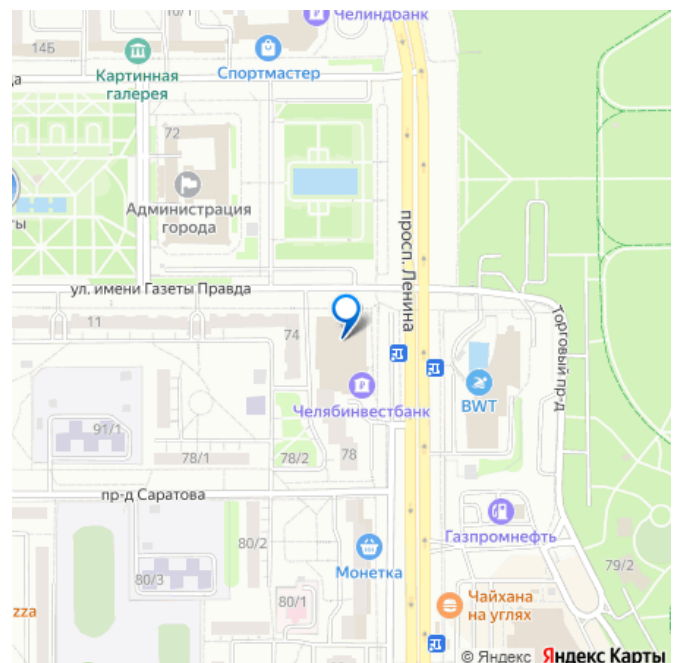 10/1
Челиндбанк
14Б
Картинная
галерея
Спортмастер
да
72
Администрация
города
ты
просп. Ленина
ул. имени Газеты Правда
11
74
Торговый пр-д
Челябинвестбанк
BWT
91/1
78/1
78/2
78
пр-д Саратова
Газпромнефть
80/2
80/3
Монетка
79/2
80/1
Чайхана
на углях
zza
© Яндекс Яндекс Карты